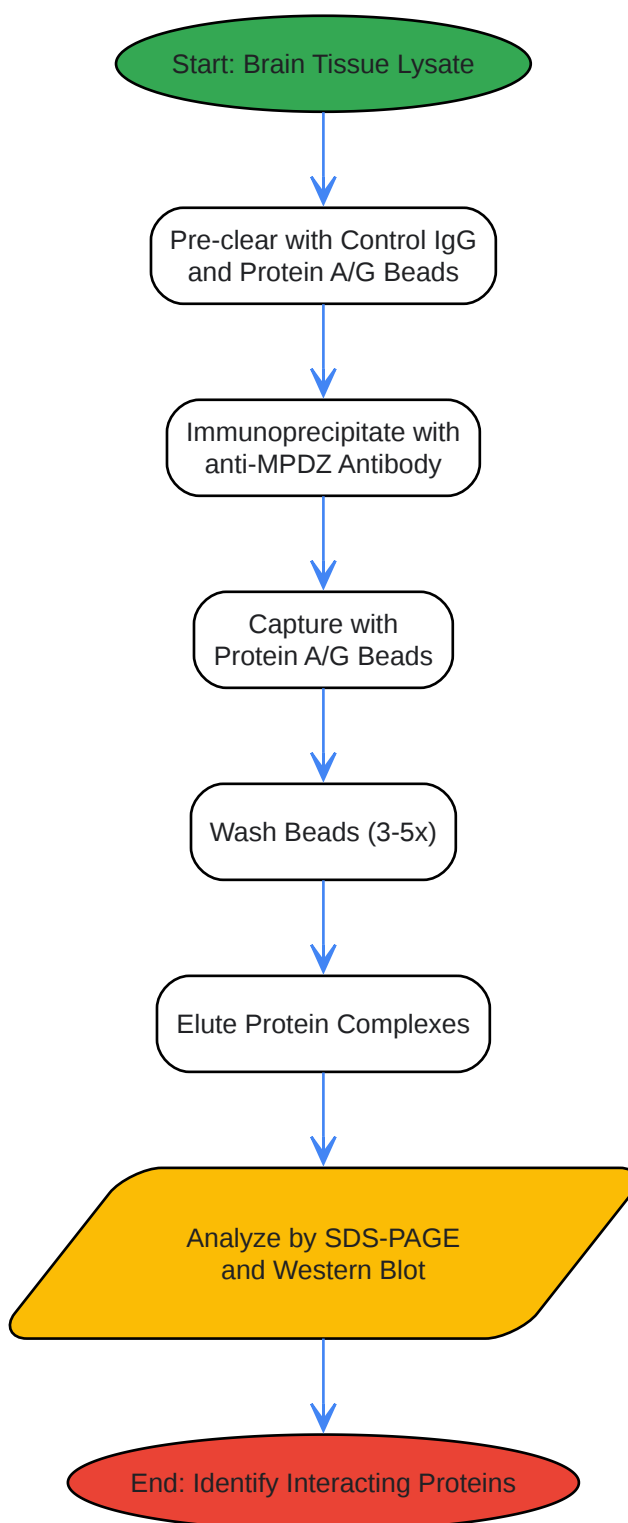 Start: Brain Tissue Lysate
Pre-clear with Control IgG
and Protein A/G Beads
Immunoprecipitate with
anti-MPDZ Antibody
Capture with
Protein A/G Beads
Wash Beads (3-5x)
Elute Protein Complexes
Analyze by SDS-PAGE
and Western Blot
End: Identify Interacting Proteins